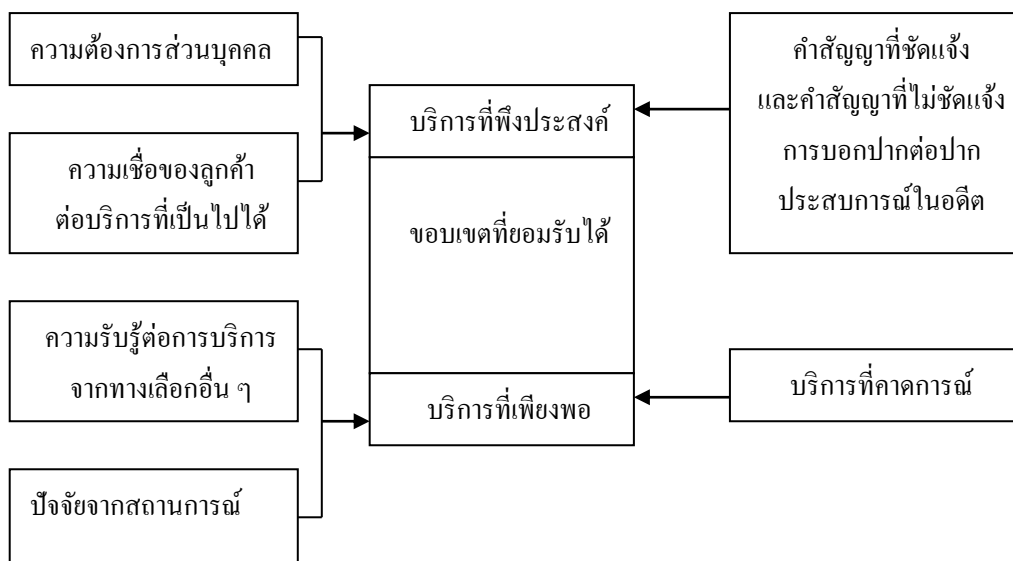 ความต้องการส่วนบุคคล
ความเชื่อของลูกค้า
ต่อบริการที่เป็นไปได้
ความรับรู้ต่อการบริการ
จากทางเลือกอื่น ๆ
ปัจจัยจากสถานการณ์
บริการที่พึงประสงค์
ขอบเขตที่ยอมรับได้
บริการที่เพียงพอ
คำสัญญาที่ชัดแจ้ง
และคำสัญญาที่ไม่ชัดแจ้ง
การบอกปากต่อปาก
ประสบการณ์ในอดีต
บริการที่คาดการณ์